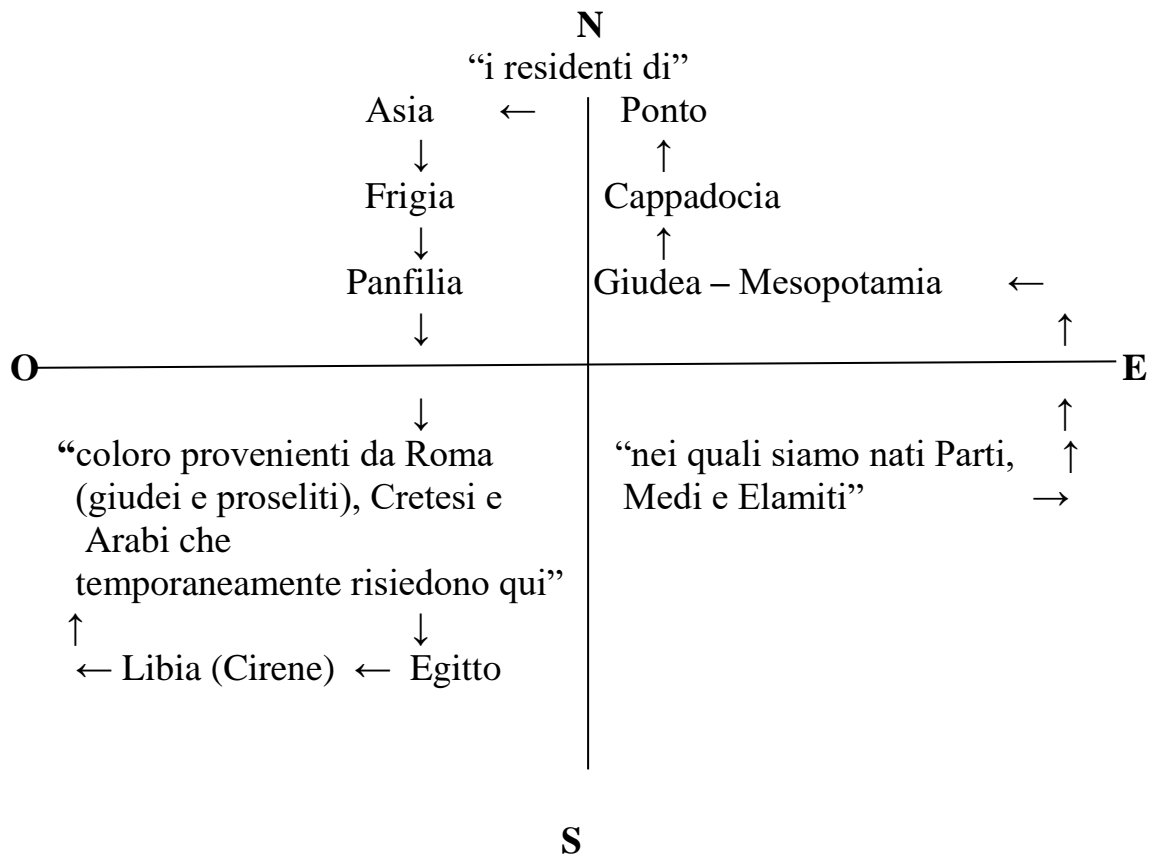 N
“i residenti di”
Asia ← Ponto
↓ ↑
Frigia Cappadocia
↓ ↑
Panfilia Giudea – Mesopotamia ←
↓ ↑
O E
↓ ↑
“coloro provenienti da Roma “nei quali siamo nati Parti, ↑
(giudei e proseliti), Cretesi e Medi e Elamiti” →
Arabi che
temporaneamente risiedono qui”
↑ ↓
← Libia (Cirene) ← Egitto
S